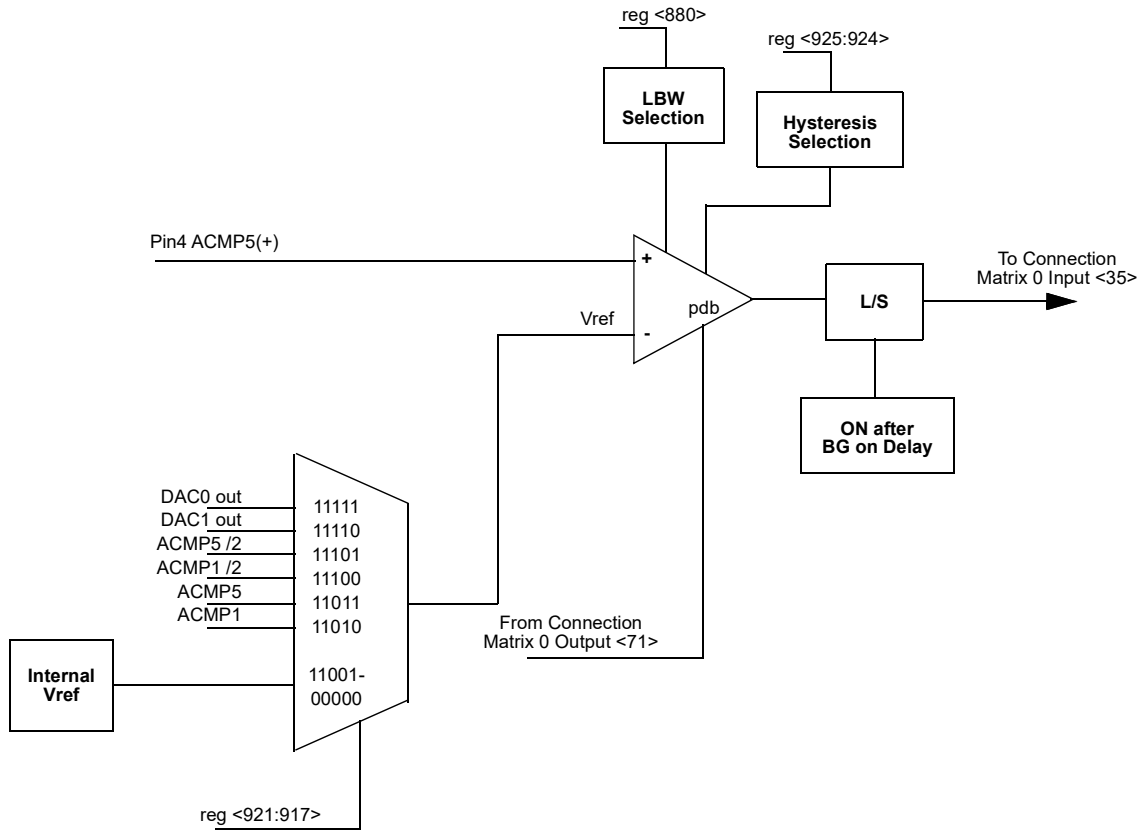 reg <880>
reg <925:924>
LBW
Selection
Hysteresis
Selection
Pin4 ACMP5(+)
+
To Connection
Matrix 0 Input <35>
L/S
pdb
Vref
-
ON after
BG on Delay
DAC0 out
11111
DAC1 out
11110
ACMP5 /2
11101
ACMP1 /2
11100
ACMP5
11011
ACMP1
11010
From Connection
Matrix 0 Output <71>
Internal
Vref
11001-
00000
reg <921:917>